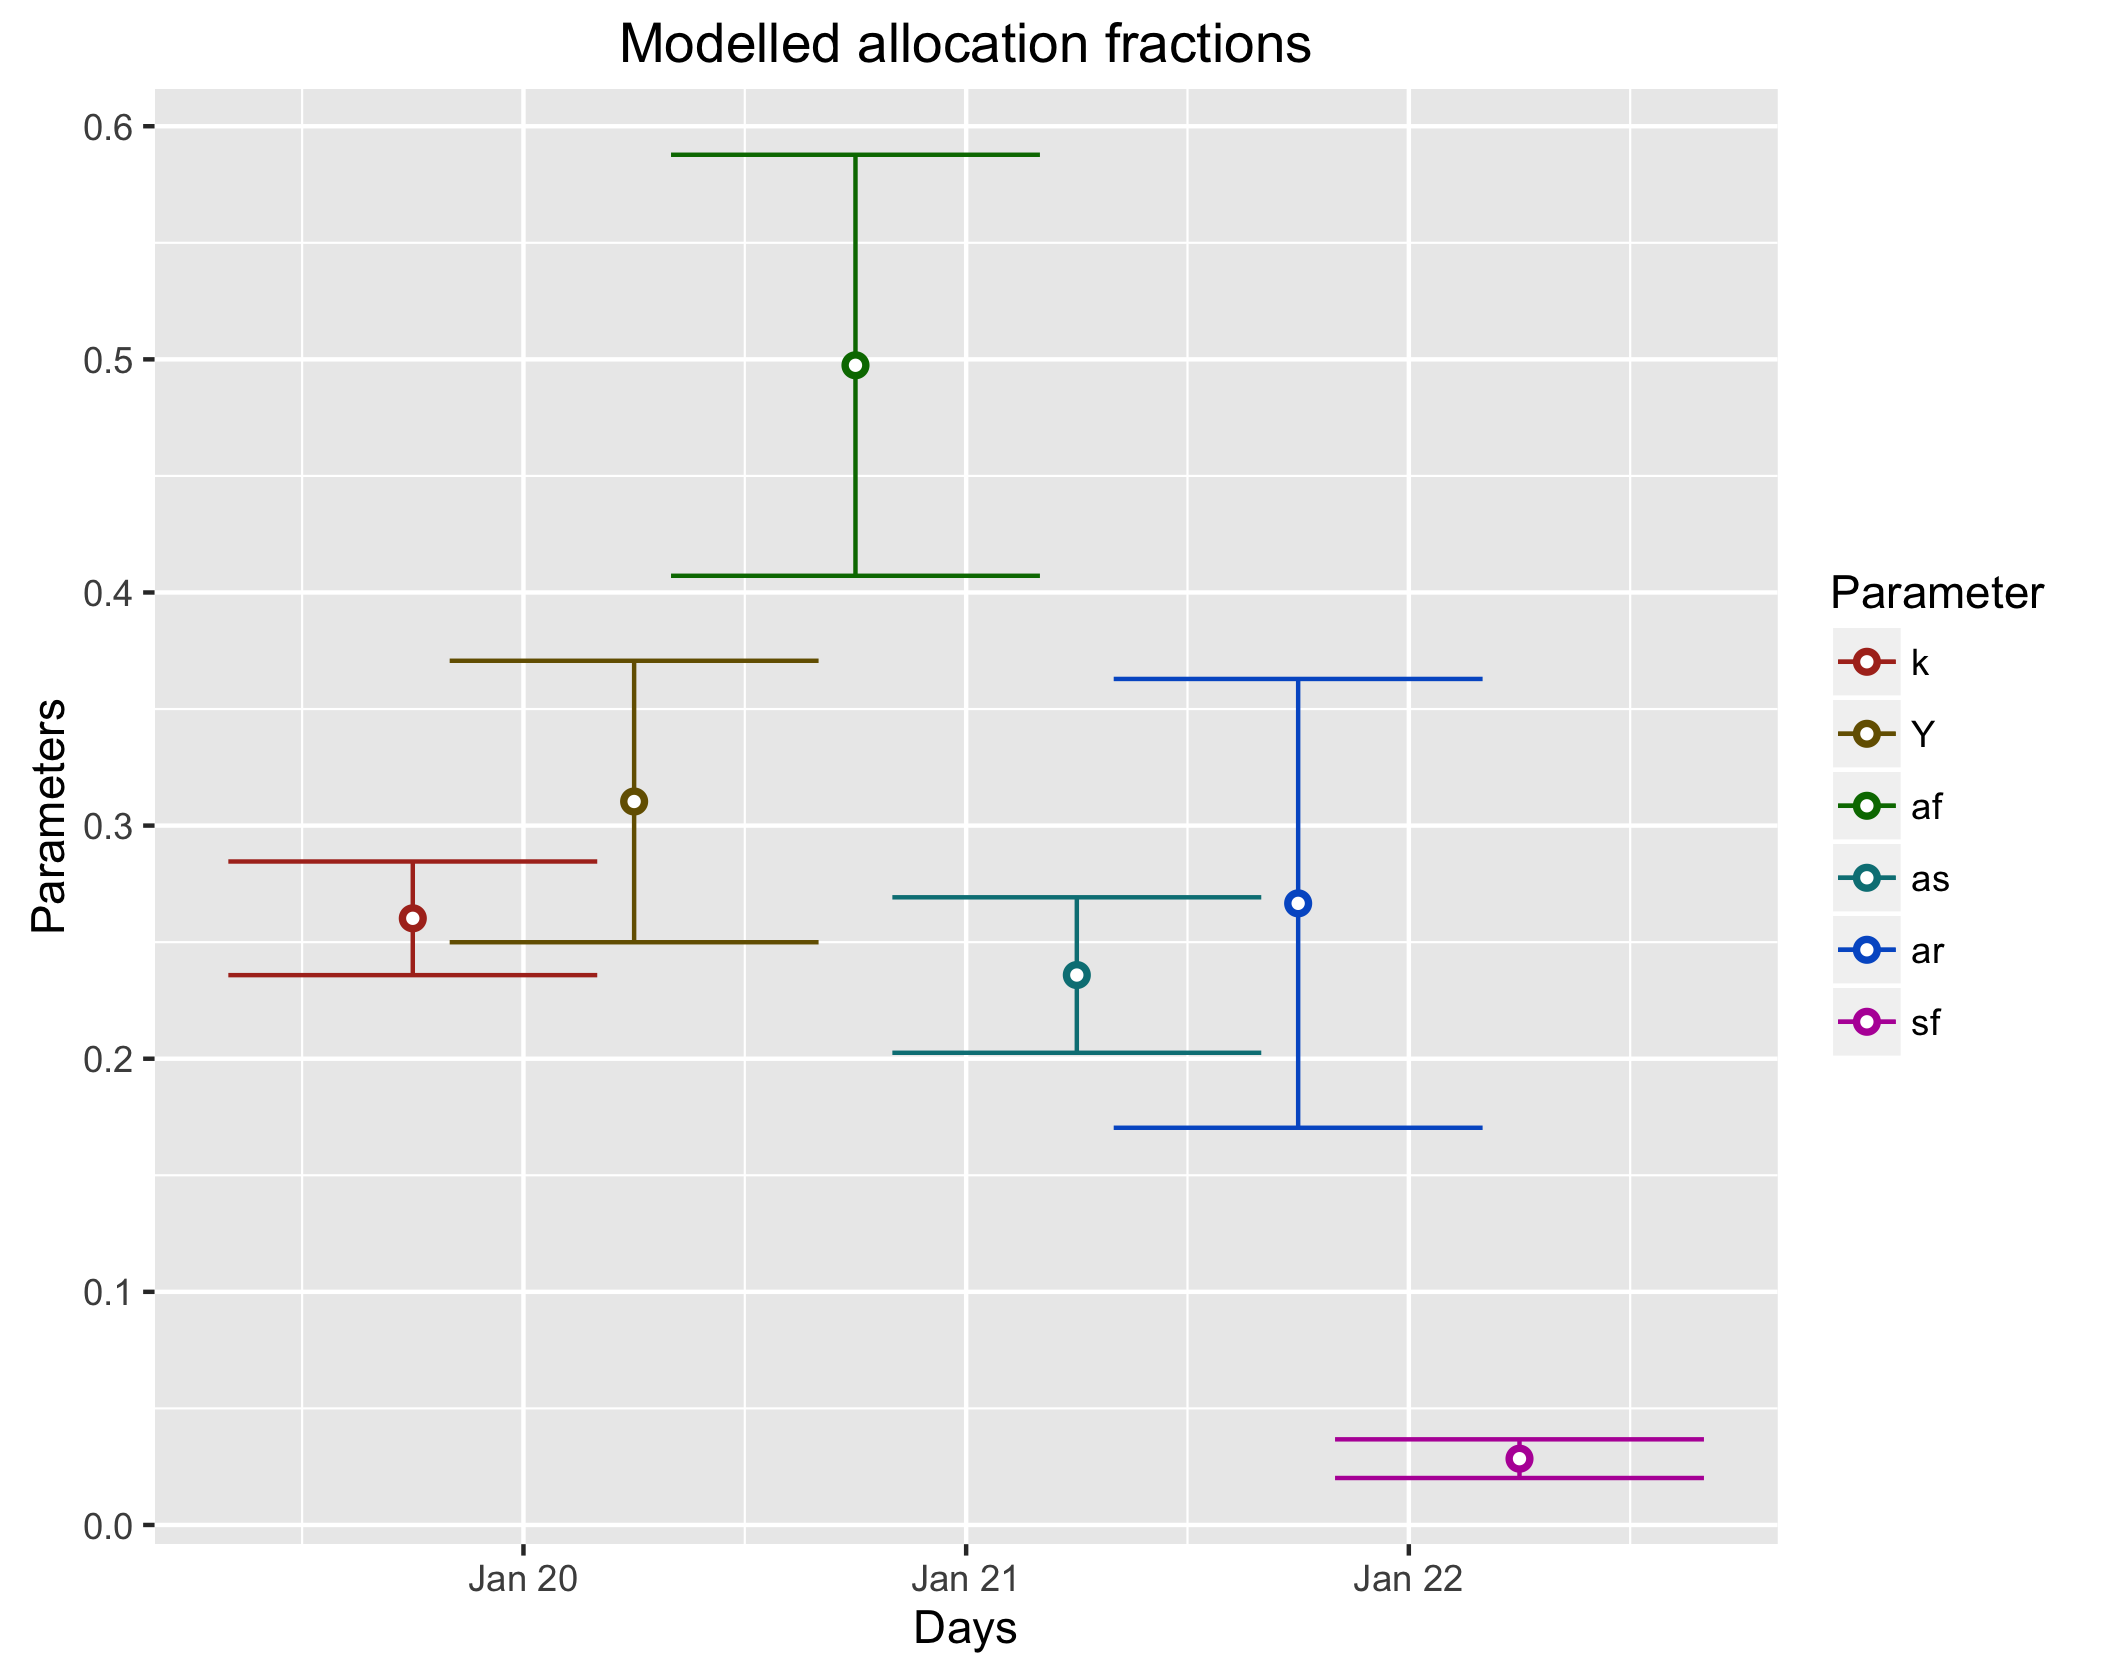 Modelled allocation fractions
0.6
0.5
0.4
0.3
0.2
0.1
0.0
Parameters
Jan 20 Jan 21 Jan 22
Days
Parameter
k
Y
af
as
ar
sf